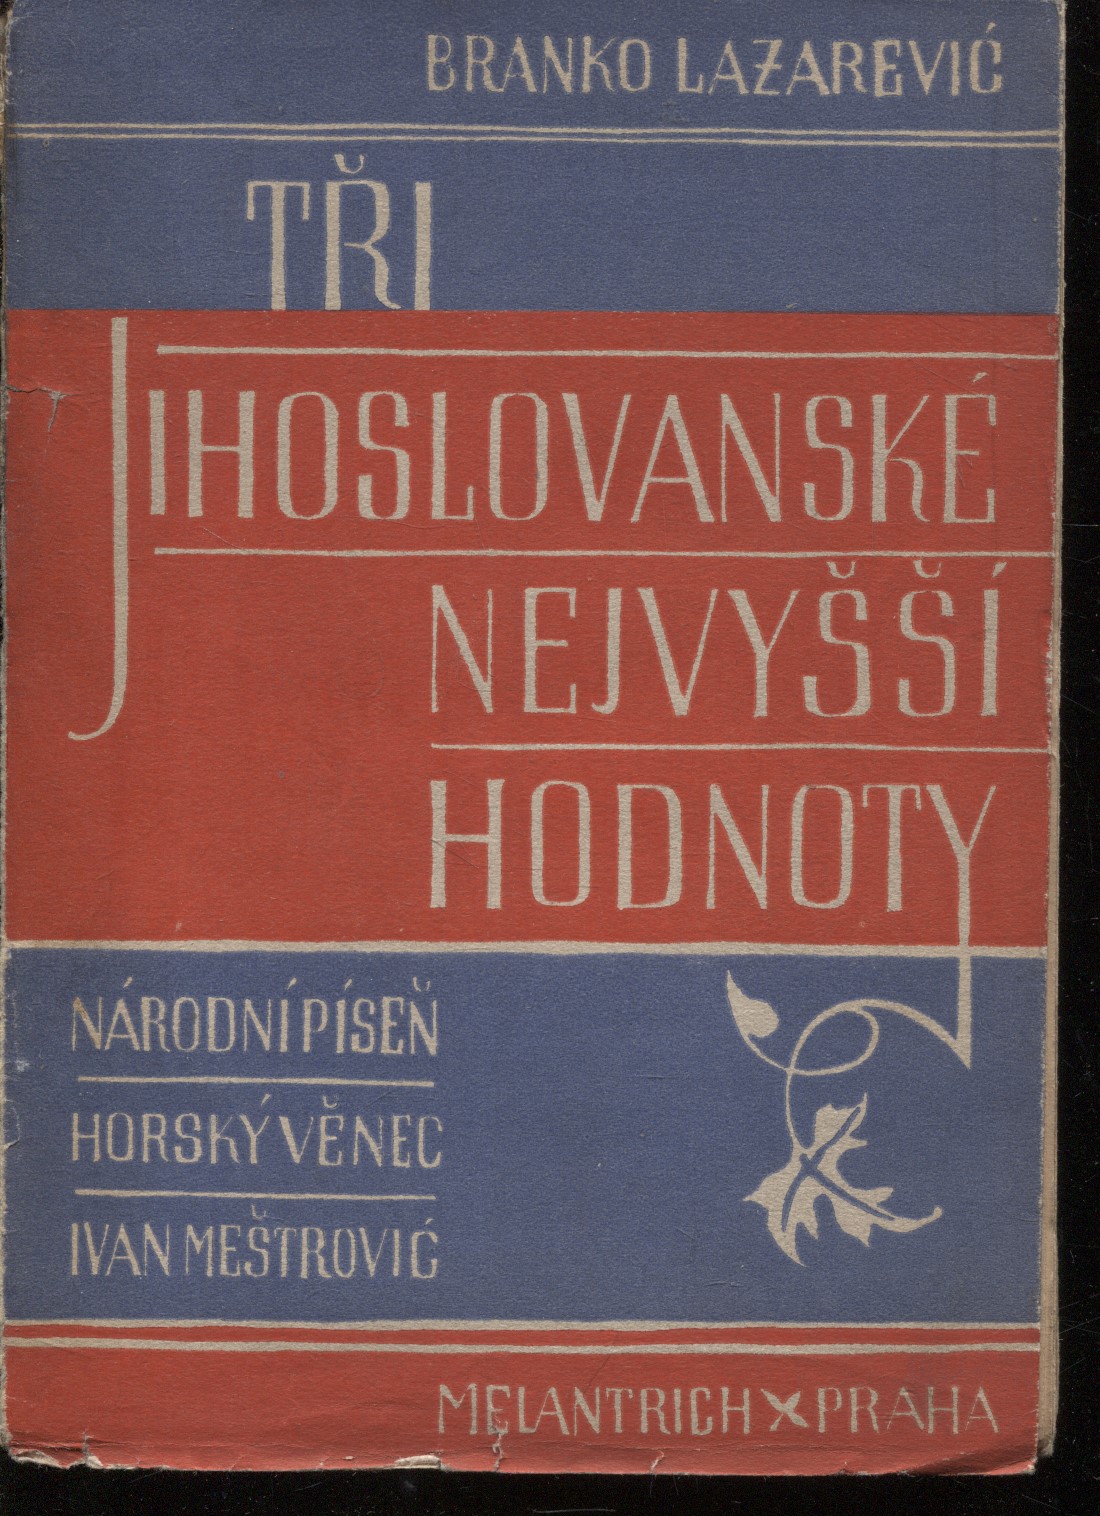 BRANKO LAZAREVIĆ
TŘI
JIHOSLOVANSKÉ
NEJVYŠŠÍ
HODNOTY
NÁRODNÍ PÍSEŇ
HORSKÝ VĚNEC
IVAN MEŠTROVIĆ
MELANTRICH X PRAHA